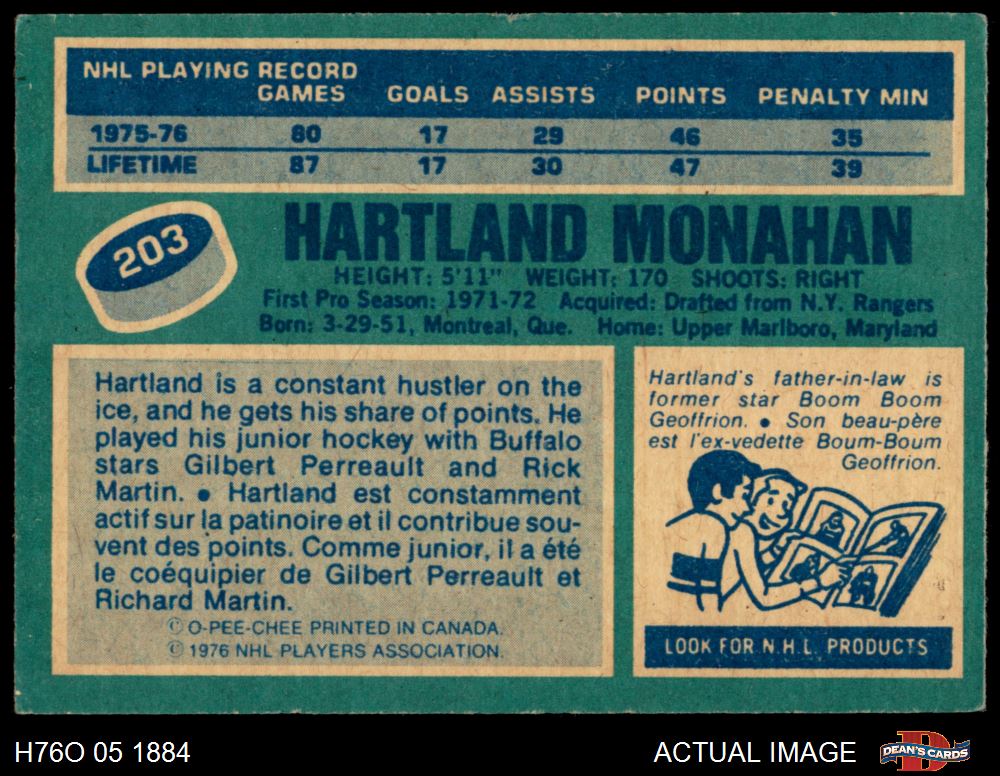 NHL PLAYING RECORD
GAMES GOALS ASSISTS POINTS PENALTY MIN
1975-76 80 17 29 46 35
LIFETIME 87 17 30 47 39
203
HARTLAND MONAHAN
HEIGHT: 5'11" WEIGHT: 170 SHOOTS: RIGHT
First Pro Season: 1971-72 Acquired: Drafted from N.Y. Rangers
Born: 3-29-51, Montreal, Que. Home: Upper Marlboro, Maryland
Hartland is a constant hustler on the
ice, and he gets his share of points. He
played his junior hockey with Buffalo
stars Gilbert Perreault and Rick
Martin. ● Hartland est constamment
actif sur la patinoire et il contribue sou-
vent des points. Comme junior, il a été
le coéquipier de Gilbert Perreault et
Richard Martin.
© O-PEE-CHEE PRINTED IN CANADA.
© 1976 NHL PLAYERS ASSOCIATION.
Hartland's father-in-law is
former star Boom Boom
Geoffrion. ● Son beau-père
est l'ex-vedette Boum-Boum
Geoffrion.
LOOK FOR N.H.L. PRODUCTS
H76O 05 1884
ACTUAL IMAGE
D
DEAN'S CARDS